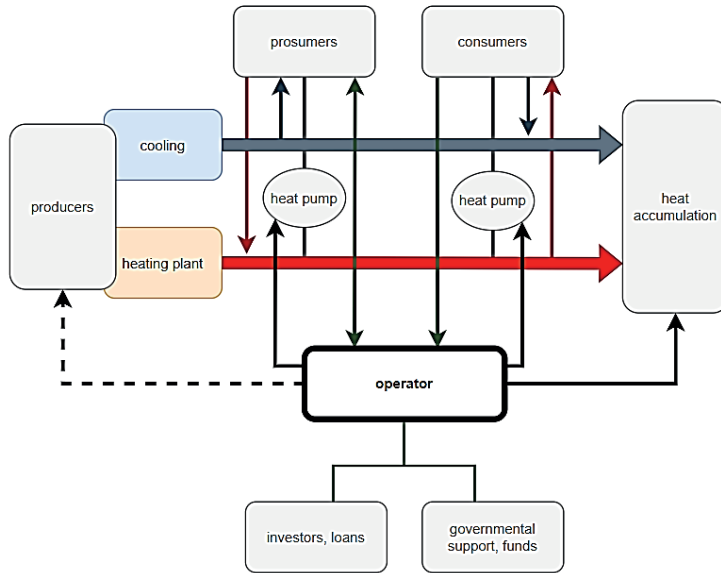 prosumers
consumers
cooling
producers
heat pump
heat pump
heat
accumulation
heating plant
operator
investors, loans
governmental
support, funds